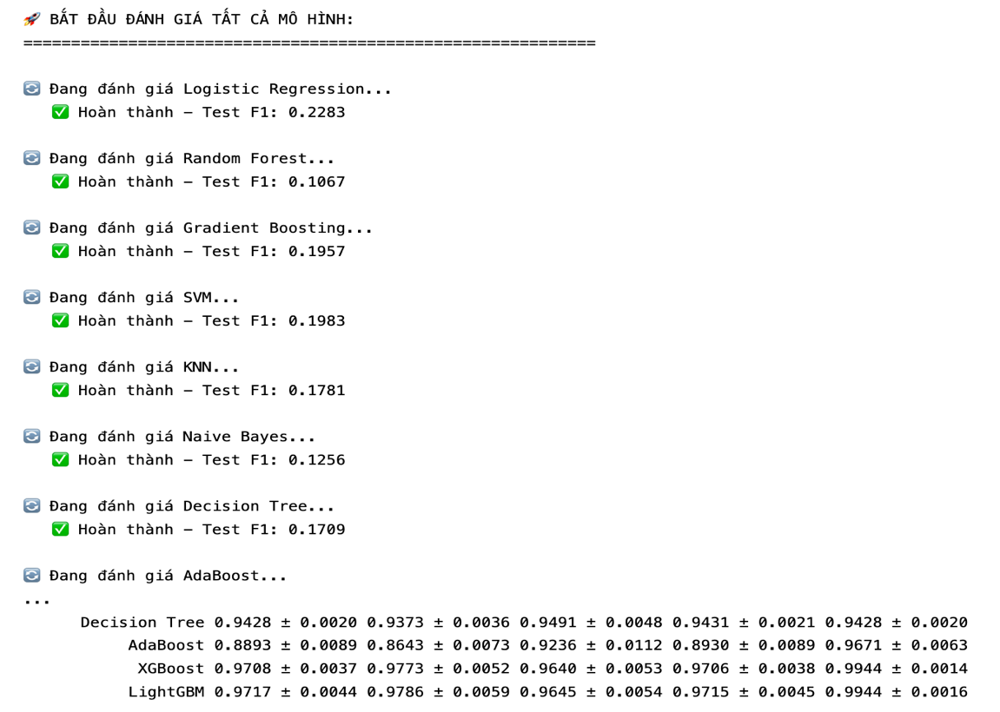 🚀 BẮT ĐẦU ĐÁNH GIÁ TẤT CẢ MÔ HÌNH:
============================================================
🔄 Đang đánh giá Logistic Regression...
✅ Hoàn thành - Test F1: 0.2283
🔄 Đang đánh giá Random Forest...
✅ Hoàn thành - Test F1: 0.1067
🔄 Đang đánh giá Gradient Boosting...
✅ Hoàn thành - Test F1: 0.1957
🔄 Đang đánh giá SVM...
✅ Hoàn thành - Test F1: 0.1983
🔄 Đang đánh giá KNN...
✅ Hoàn thành - Test F1: 0.1781
🔄 Đang đánh giá Naive Bayes...
✅ Hoàn thành - Test F1: 0.1256
🔄 Đang đánh giá Decision Tree...
✅ Hoàn thành - Test F1: 0.1709
🔄 Đang đánh giá AdaBoost...
...
Decision Tree 0.9428 ± 0.0020 0.9373 ± 0.0036 0.9491 ± 0.0048 0.9431 ± 0.0021 0.9428 ± 0.0020
AdaBoost 0.8893 ± 0.0089 0.8643 ± 0.0073 0.9236 ± 0.0112 0.8930 ± 0.0089 0.9671 ± 0.0063
XGBoost 0.9708 ± 0.0037 0.9773 ± 0.0052 0.9640 ± 0.0053 0.9706 ± 0.0038 0.9944 ± 0.0014
LightGBM 0.9717 ± 0.0044 0.9786 ± 0.0059 0.9645 ± 0.0054 0.9715 ± 0.0045 0.9944 ± 0.0016